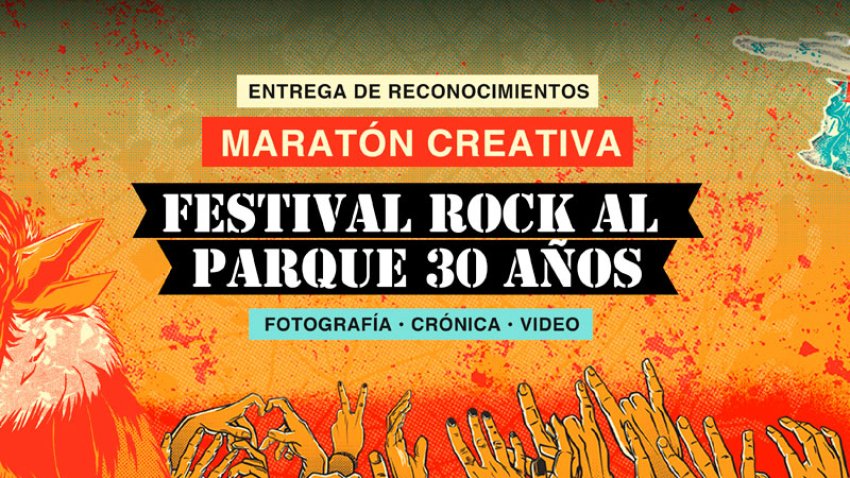 ENTREGA DE RECONOCIMIENTOS
MARATÓN CREATIVA
FESTIVAL ROCK AL
PARQUE 30 AÑOS
FOTOGRAFÍA · CRÓNICA · VIDEO